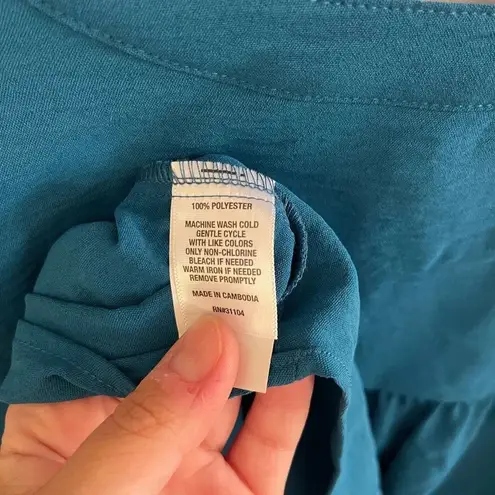 100% POLYESTER
MACHINE WASH COLD
GENTLE CYCLE
WITH LIKE COLORS
ONLY NON-CHLORINE
BLEACH IF NEEDED
WARM IRON IF NEEDED
REMOVE PROMPTLY
MADE IN CAMBODIA
RN#31104